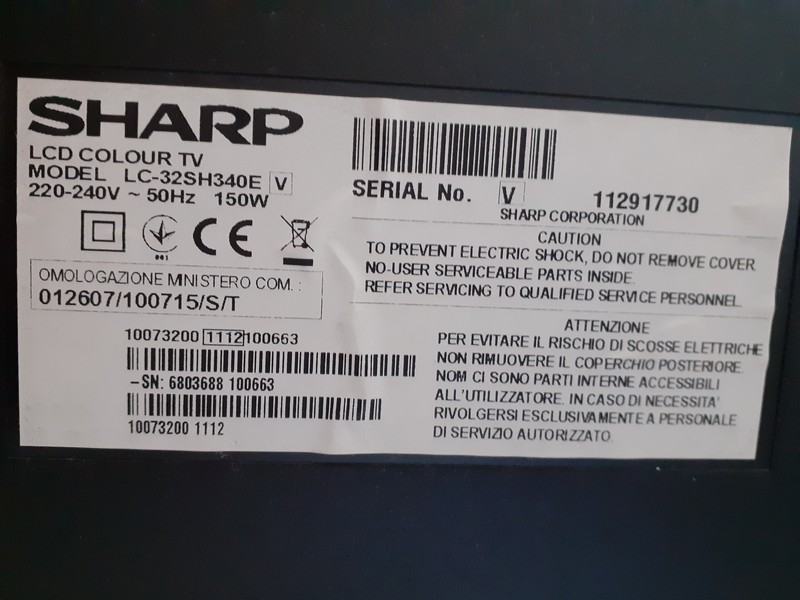 SHARP
LCD COLOUR TV
MODEL LC-32SH340E V
220-240V ~ 50Hz 150W
CE
OMOLOGAZIONE MINISTERO COM. :
012607/100715/S/T
10073200 1112 100663
-SN: 6803688 100663
10073200 1112
SERIAL No. V 112917730
SHARP CORPORATION
CAUTION
TO PREVENT ELECTRIC SHOCK, DO NOT REMOVE COVER.
NO-USER SERVICEABLE PARTS INSIDE.
REFER SERVICING TO QUALIFIED SERVICE PERSONNEL.
ATTENZIONE
PER EVITARE IL RISCHIO DI SCOSSE ELETTRICHE
NON RIMUOVERE IL COPERCHIO POSTERIORE.
NOM CI SONO PARTI INTERNE ACCESSIBILI
ALL'UTILIZZATORE. IN CASO DI NECESSITA'
RIVOLGERSI ESCLUSIVAMENTE A PERSONALE
DI SERVIZIO AUTORIZZATO.